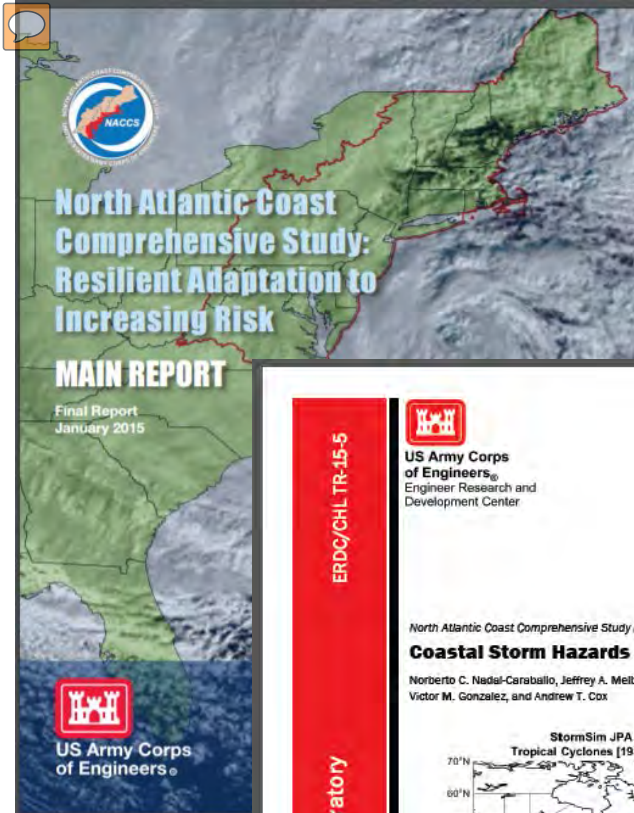 NACCS
North Atlantic Coast
Comprehensive Study:
Resilient Adaptation to
Increasing Risk
MAIN REPORT
Final Report
January 2015
US Army Corps
of Engineers®
ERDC/CHL TR-15-5
US Army Corps
of Engineers®
Engineer Research and
Development Center
North Atlantic Coast Comprehensive Study
Coastal Storm Hazards
Norberto C. Nadal-Caraballo, Jeffrey A. Melb
Victor M. Gonzalez, and Andrew T. Cox
StormSim JPA
Tropical Cyclones [19
70°N
60°N
atory